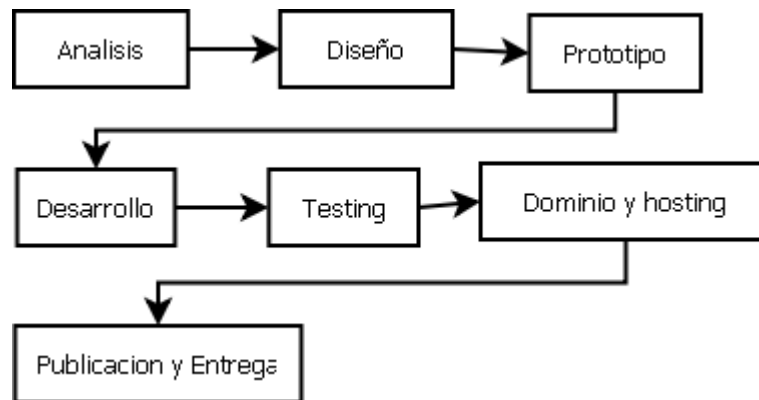 Analisis
Diseño
Prototipo
Desarrollo
Testing
Dominio y hosting
Publicacion y Entrega